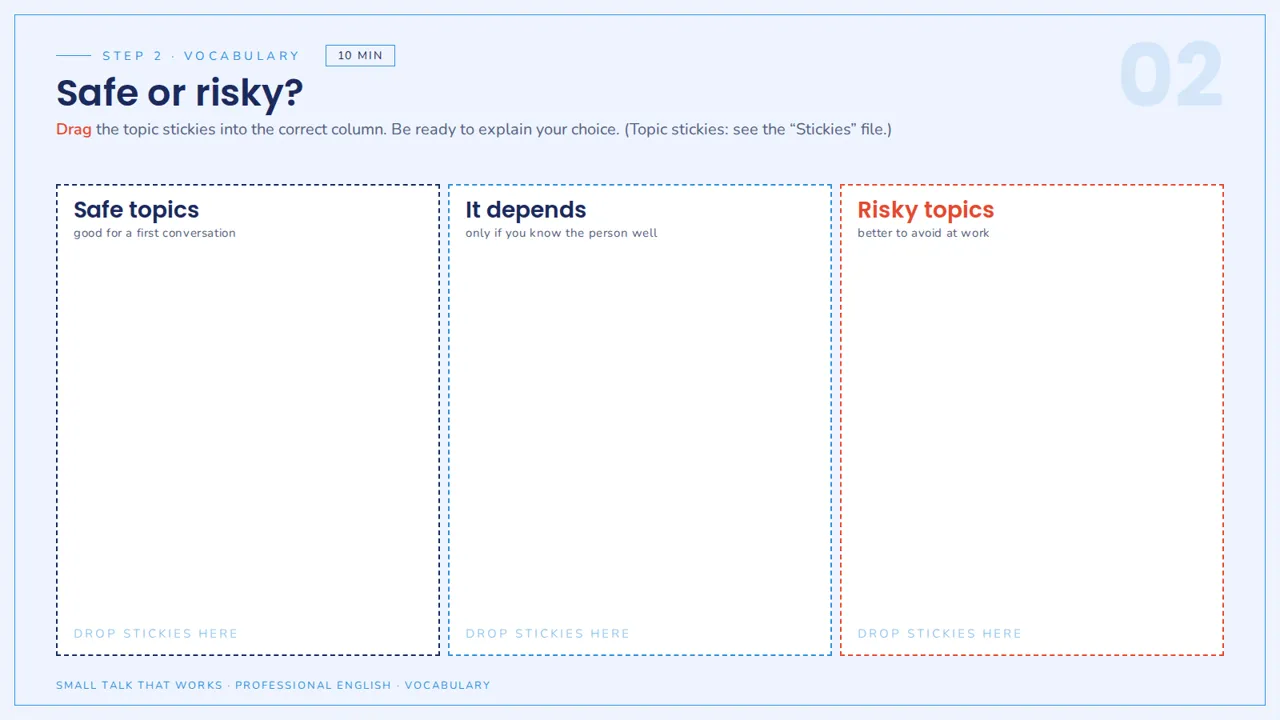 STEP 2 · VOCABULARY
10 MIN
02
Safe or risky?
Drag the topic stickies into the correct column. Be ready to explain your choice. (Topic stickies: see the “Stickies” file.)
Safe topics
good for a first conversation
DROP STICKIES HERE
It depends
only if you know the person well
DROP STICKIES HERE
Risky topics
better to avoid at work
DROP STICKIES HERE
SMALL TALK THAT WORKS · PROFESSIONAL ENGLISH · VOCABULARY